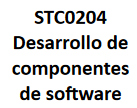 STC0204
Desarrollo de
componentes
de software